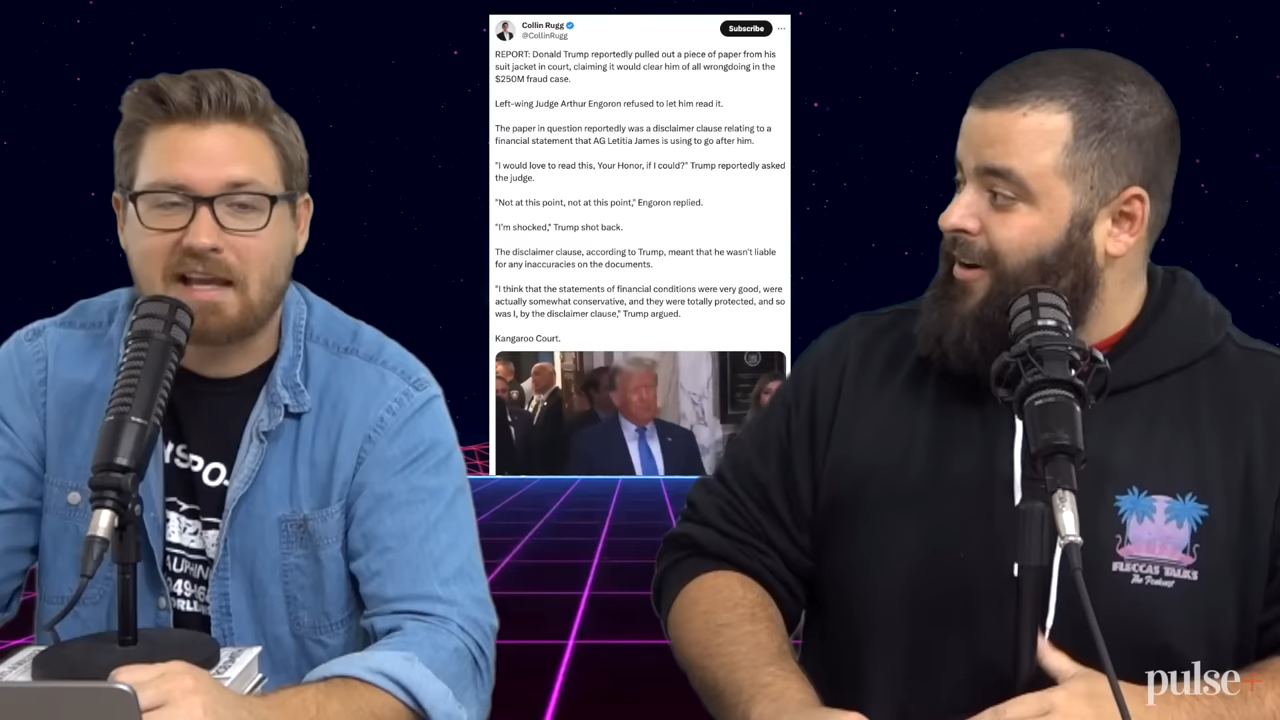 Collin Rugg
@CollinRugg
Subscribe
REPORT: Donald Trump reportedly pulled out a piece of paper from his
suit jacket in court, claiming it would clear him of all wrongdoing in the
$250M fraud case.
Left-wing Judge Arthur Engoron refused to let him read it.
The paper in question reportedly was a disclaimer clause relating to a
financial statement that AG Letitia James is using to go after him.
"I would love to read this, Your Honor, if I could?" Trump reportedly asked
the judge.
"Not at this point, not at this point," Engoron replied.
"I'm shocked," Trump shot back.
The disclaimer clause, according to Trump, meant that he wasn't liable
for any inaccuracies on the documents.
"I think that the statements of financial conditions were very good, were
actually somewhat conservative, and they were totally protected, and so
was I, by the disclaimer clause," Trump argued.
Kangaroo Court.
FLECCAS TALKS
The Podcast
pulse+